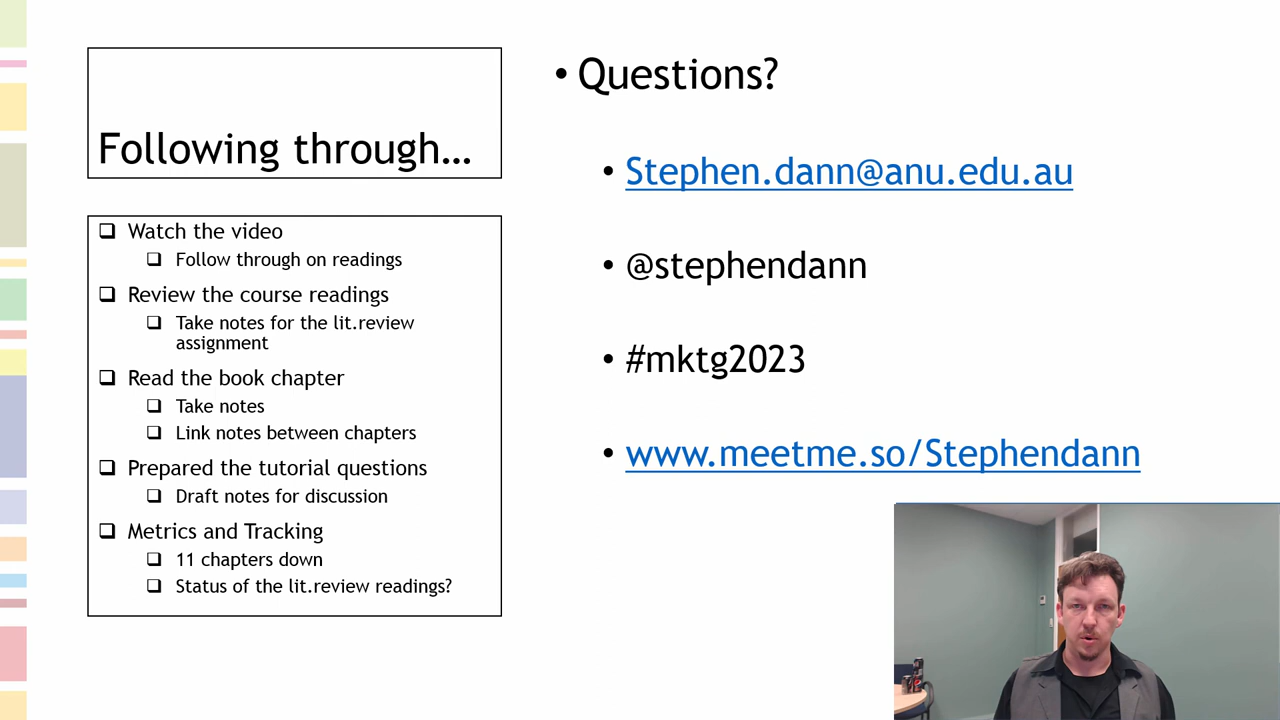 Following through…
❑ Watch the video
❑ Follow through on readings
❑ Review the course readings
❑ Take notes for the lit.review
assignment
❑ Read the book chapter
❑ Take notes
❑ Link notes between chapters
❑ Prepared the tutorial questions
❑ Draft notes for discussion
❑ Metrics and Tracking
❑ 11 chapters down
❑ Status of the lit.review readings?
• Questions?
• Stephen.dann@anu.edu.au
• @stephendann
• #mktg2023
• www.meetme.so/Stephendann